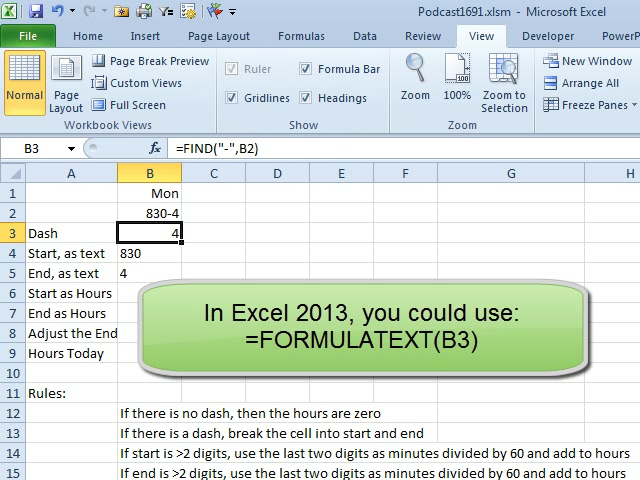 Podcast1691.xlsm - Microsoft Excel
File Home Insert Page Layout Formulas Data Review View Developer PowerP
Normal Page Layout Page Break Preview Custom Views Full Screen
Ruler Formula Bar
Gridlines Headings
Zoom 100% Zoom to Selection
New Window
Arrange All
Freeze Panes
Workbook Views Show Zoom
B3 fx =FIND("-",B2)
A B C D E F G H
1 Mon
2 830-4
3 Dash 4
4 Start, as text 830
5 End, as text 4
6 Start as Hours
7 End as Hours
8 Adjust the End
9 Hours Today
10
11 Rules:
12 If there is no dash, then the hours are zero
13 If there is a dash, break the cell into start and end
14 If start is >2 digits, use the last two digits as minutes divided by 60 and add to hours
15 If end is >2 digits, use the last two digits as minutes divided by 60 and add to hours
In Excel 2013, you could use:
=FORMULATEXT(B3)